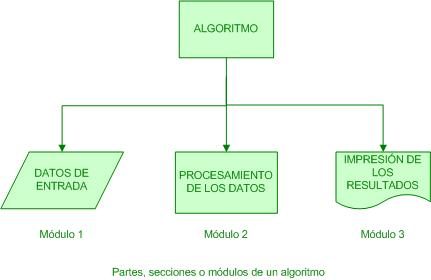 ALGORITMO
DATOS DE
ENTRADA
PROCESAMIENTO
DE LOS DATOS
IMPRESIÓN DE
LOS
RESULTADOS
Módulo 1
Módulo 2
Módulo 3
Partes, secciones o módulos de un algoritmo